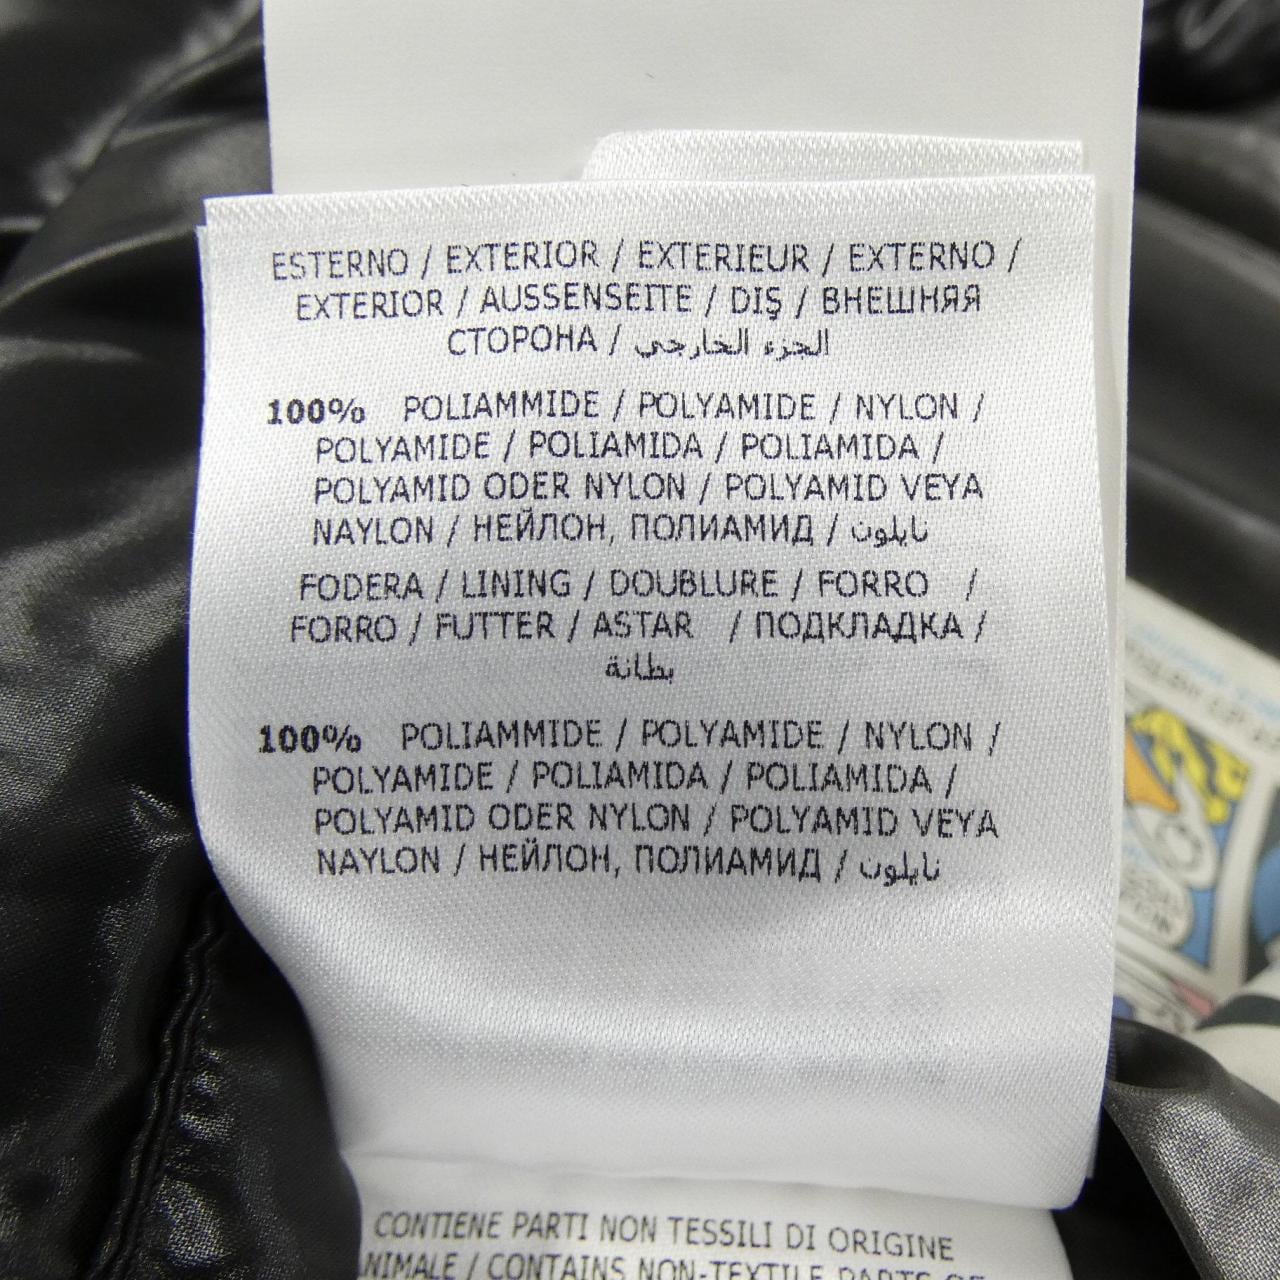 ESTERNO / EXTERIOR / EXTERIEUR / EXTERNO /
EXTERIOR / AUSSENSEITE / DIŞ / ВНЕШНЯЯ
СТОРОНА / الجزء الخارجي
100% POLIAMMIDE / POLYAMIDE / NYLON /
POLYAMIDE / POLIAMIDA / POLIAMIDA /
POLYAMID ODER NYLON / POLYAMID VEYA
NAYLON / НЕЙЛОН, ПОЛИАМИД / نايلون
FODERA / LINING / DOUBLURE / FORRO /
FORRO / FUTTER / ASTAR / ПОДКЛАДКА /
بطانة
100% POLIAMMIDE / POLYAMIDE / NYLON /
POLYAMIDE / POLIAMIDA / POLIAMIDA /
POLYAMID ODER NYLON / POLYAMID VEYA
NAYLON / НЕЙЛОН, ПОЛИАМИД / نايلون
CONTIENE PARTI NON TESSILI DI ORIGINE
NIMALE / CONTAINS NON-TEXTILE PARTS OF